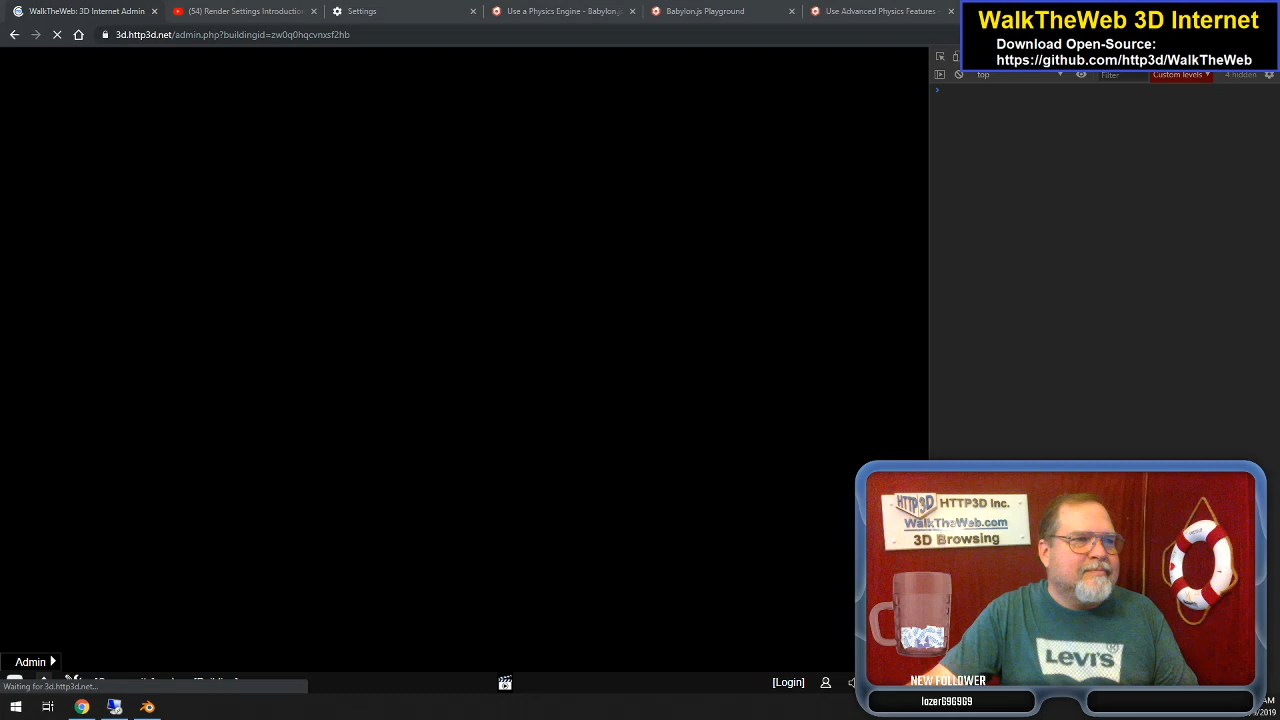 WalkTheWeb: 3D Internet Admin
(54) Render Settings Introductio
Settings
Use a Physics Engine - Babylon.js
Babylon.js Playground
Use Advanced Physics Features -
3d.http3d.net/admin.php?buildingid=zw0q0hqcvnxsf2hb
WalkTheWeb 3D Internet
Download Open-Source:
https://github.com/http3d/WalkTheWeb
top
Filter
Custom levels
4 hidden
HTTP3D
HTTP3D Inc.
WalkTheWeb.com
3D Browsing
LEVI'S
Admin
Waiting for 3d.http3d.net...
[Login]
NEW FOLLOWER
lazer696969